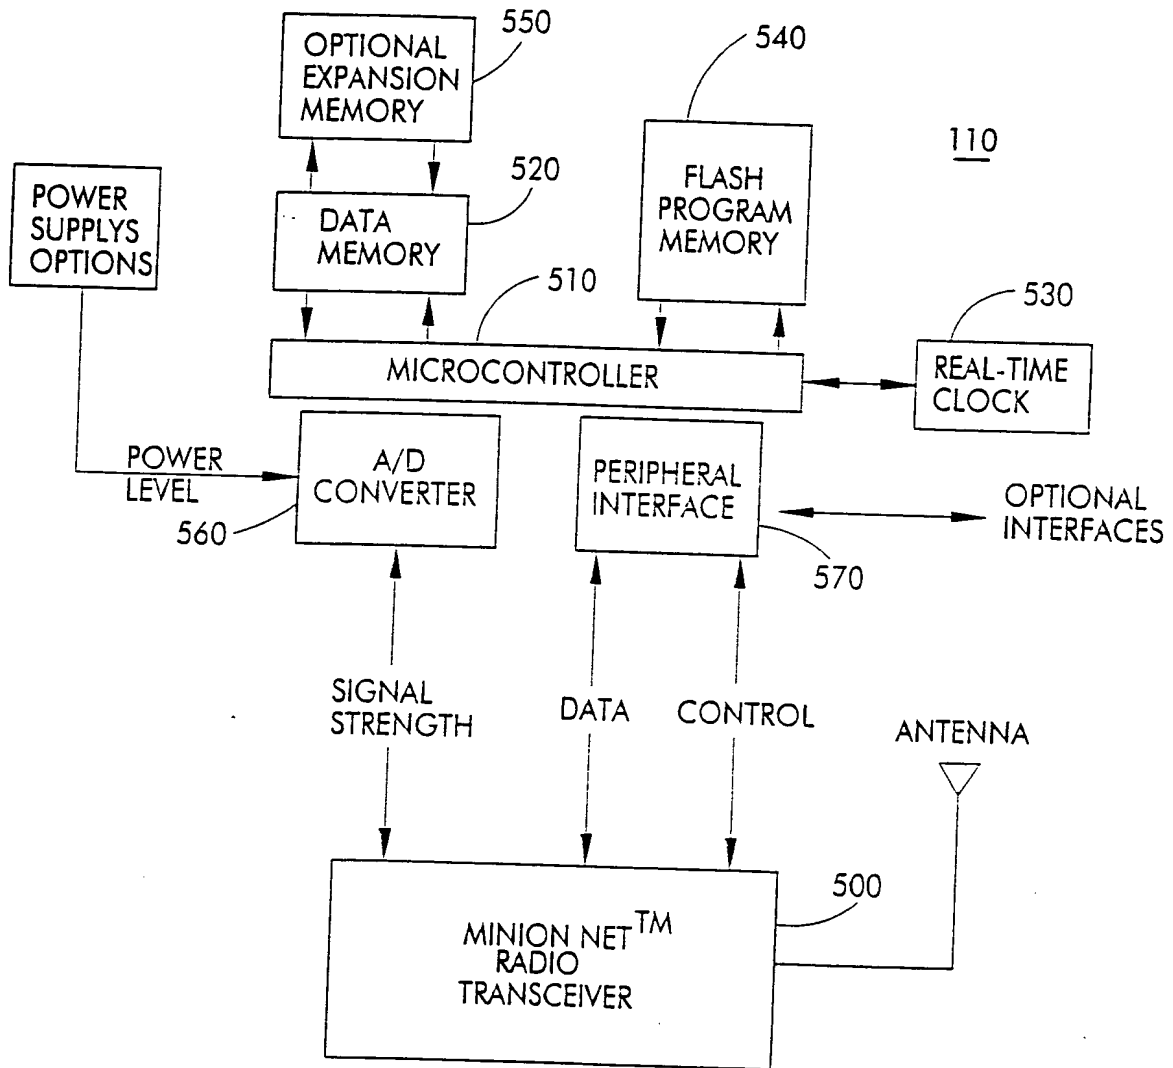 550
OPTIONAL
EXPANSION
MEMORY
540
110
520
POWER
SUPPLYS
OPTIONS
DATA
MEMORY
FLASH
PROGRAM
MEMORY
510
530
MICROCONTROLLER
REAL-TIME
CLOCK
POWER
LEVEL
560
A/D
CONVERTER
PERIPHERAL
INTERFACE
570
OPTIONAL
INTERFACES
SIGNAL
STRENGTH
DATA
CONTROL
ANTENNA
500
MINION NET™
RADIO
TRANSCEIVER